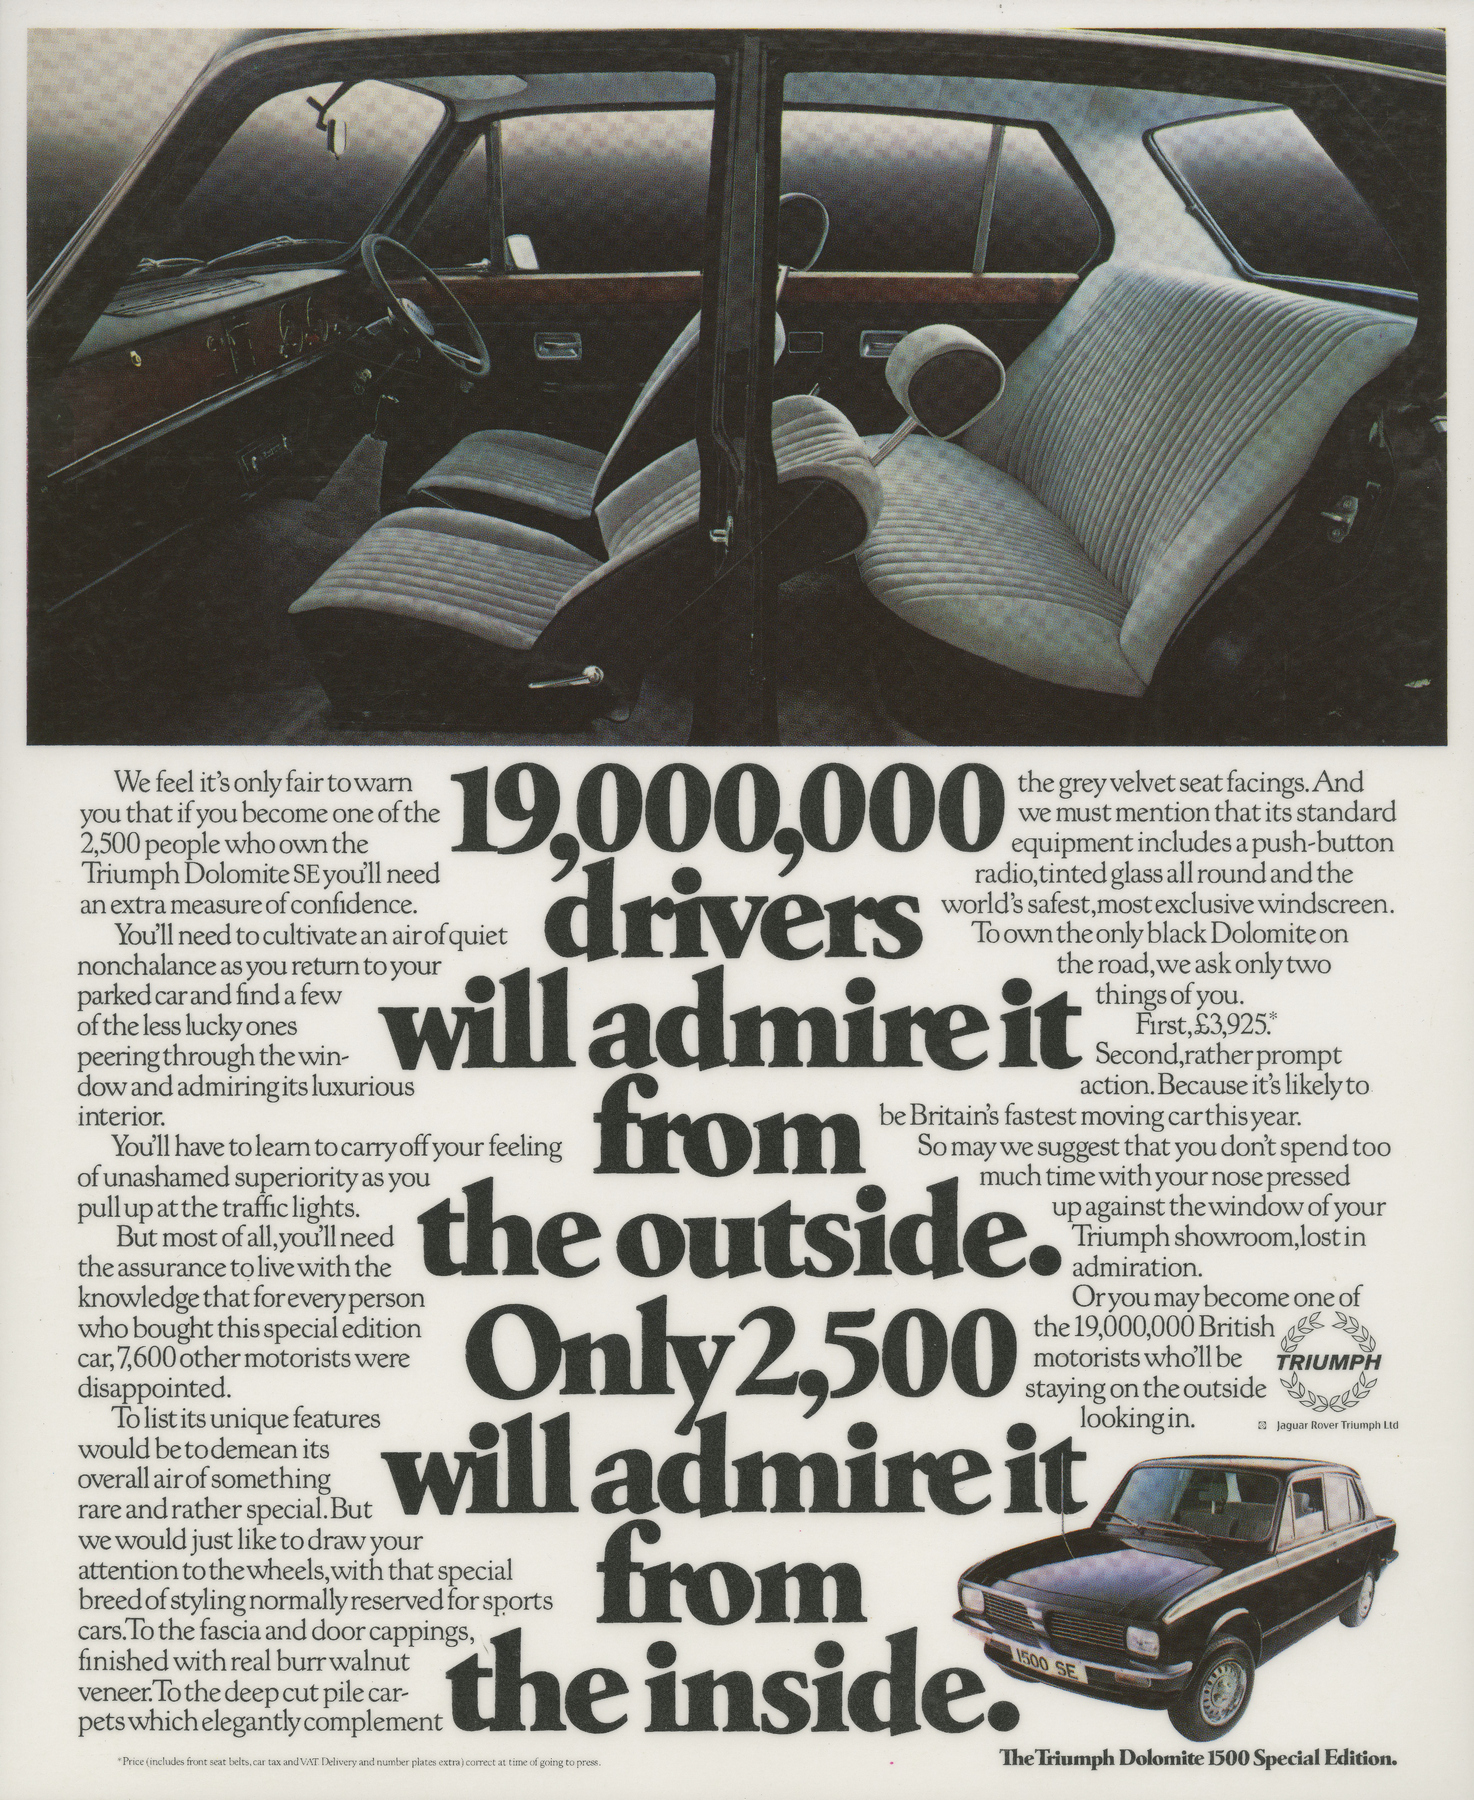 19,000,000
drivers
will admire it
from
the outside.
Only 2,500
will admire it
from
the inside.
We feel it's only fair to warn
you that if you become one of the
2,500 people who own the
Triumph Dolomite SE you'll need
an extra measure of confidence.
You'll need to cultivate an air of quiet
nonchalance as you return to your
parked car and find a few
of the less lucky ones
peering through the win-
dow and admiring its luxurious
interior.
You'll have to learn to carry off your feeling
of unashamed superiority as you
pull up at the traffic lights.
But most of all, you'll need
the assurance to live with the
knowledge that for every person
who bought this special edition
car, 7,600 other motorists were
disappointed.
To list its unique features
would be to demean its
overall air of something
rare and rather special. But
we would just like to draw your
attention to the wheels, with that special
breed of styling normally reserved for sports
cars. To the fascia and door cappings,
finished with real burr walnut
veneer. To the deep cut pile car-
pets which elegantly complement
the grey velvet seat facings. And
we must mention that its standard
equipment includes a push-button
radio, tinted glass all round and the
world's safest, most exclusive windscreen.
To own the only black Dolomite on
the road, we ask only two
things of you.
First, £3,925.*
Second, rather prompt
action. Because it's likely to
be Britain's fastest moving car this year.
So may we suggest that you don't spend too
much time with your nose pressed
up against the window of your
Triumph showroom, lost in
admiration.
Or you may become one of
the 19,000,000 British
motorists who'll be
staying on the outside
looking in.
TRIUMPH
Jaguar Rover Triumph Ltd
1500 SE
*Price (includes front seat belts, car tax and VAT. Delivery and number plates extra) correct at time of going to press.
The Triumph Dolomite 1500 Special Edition.